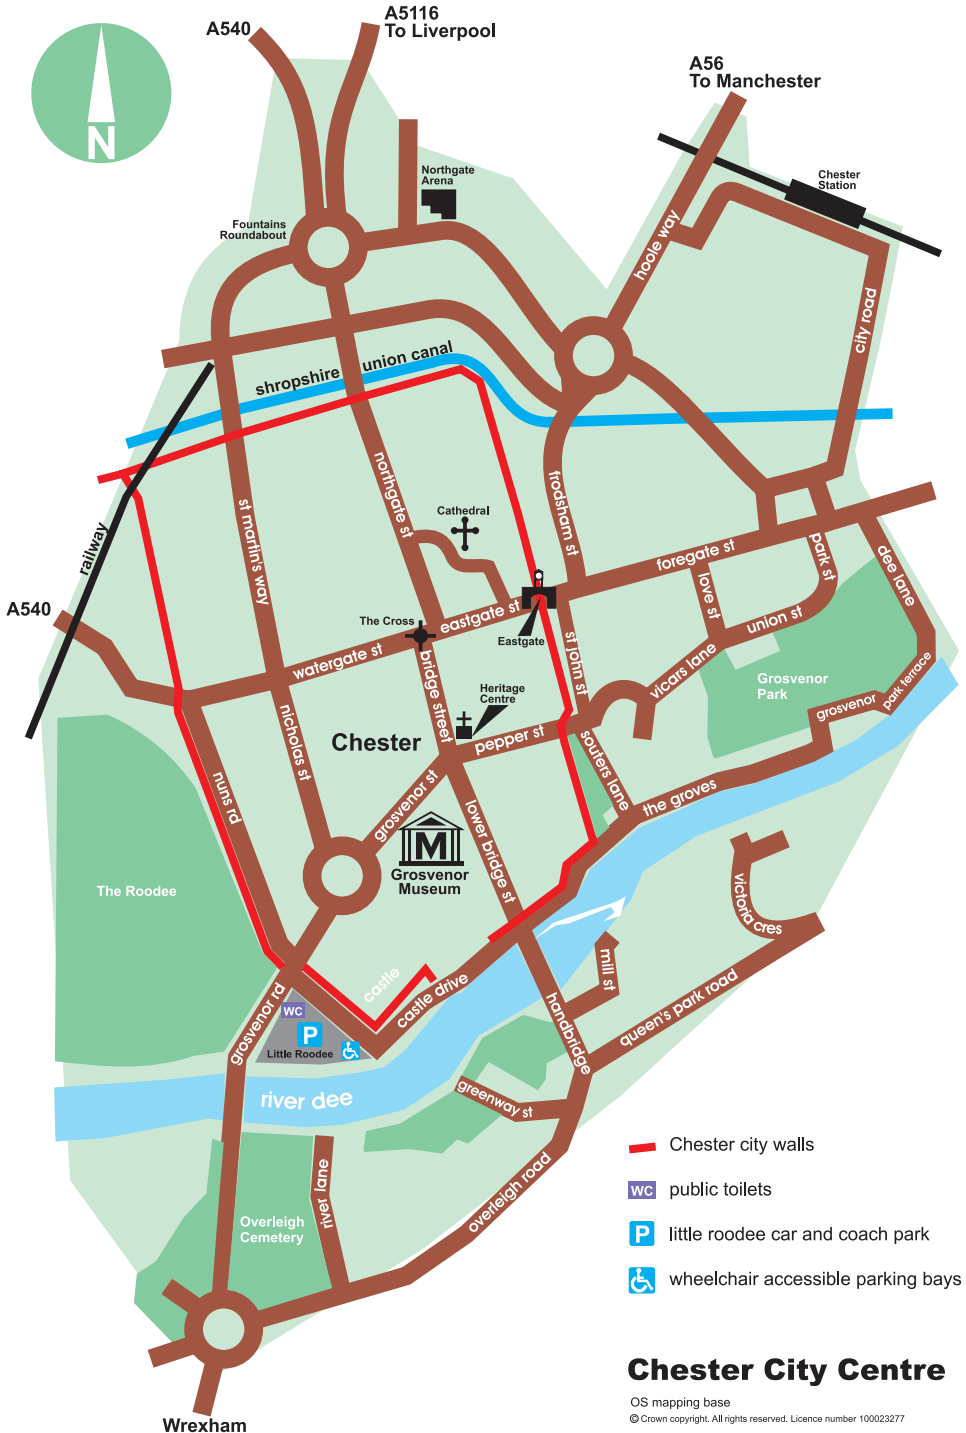 A5116
To Liverpool
A540
A56
To Manchester
N
Northgate
Arena
Chester
Station
Fountains
Roundabout
hoole way
city road
shropshire union canal
northgate st
frodsham st
st martin's way
Cathedral
railway
foregate st
park st
dee lane
love st
A540
The Cross
eastgate st
Eastgate
union st
watergate st
bridge street
st john st
vicars lane
Grosvenor
Park
park terrace
grosvenor
Heritage
Centre
nicholas st
Chester
pepper st
souters lane
the groves
nuns rd
grosvenor st
M
Grosvenor
Museum
lower bridge st
The Roodee
victoria cres
castle
castle drive
mill st
queen's park road
grosvenor rd
WC
P
Little Roodee
handbridge
river dee
greenway st
Chester city walls
WC public toilets
river lane
overleigh road
Overleigh
Cemetery
P little roodee car and coach park
wheelchair accessible parking bays
Chester City Centre
OS mapping base
© Crown copyright. All rights reserved. Licence number 100023277
Wrexham